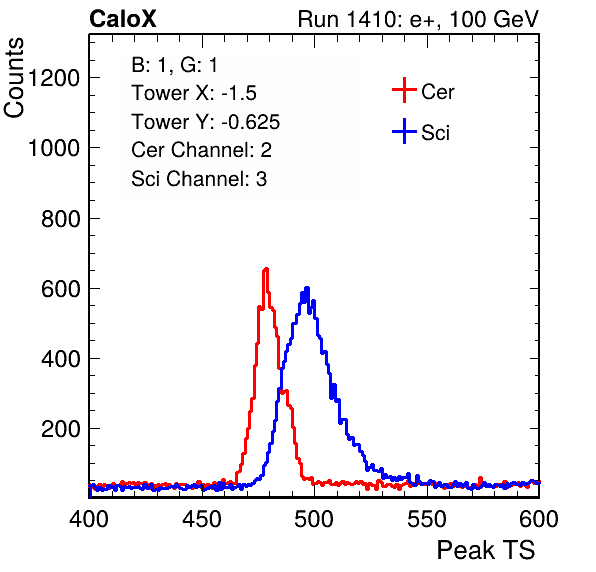 CaloX Run 1410: e+, 100 GeV
Counts
B: 1, G: 1
Tower X: -1.5
Tower Y: -0.625
Cer Channel: 2
Sci Channel: 3
Cer
Sci
1200
1000
800
600
400
200
400 450 500 550 600
Peak TS